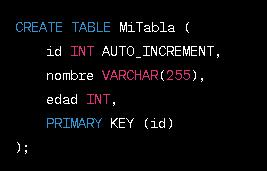 CREATE TABLE MiTabla (
    id INT AUTO_INCREMENT,
    nombre VARCHAR(255),
    edad INT,
    PRIMARY KEY (id)
);